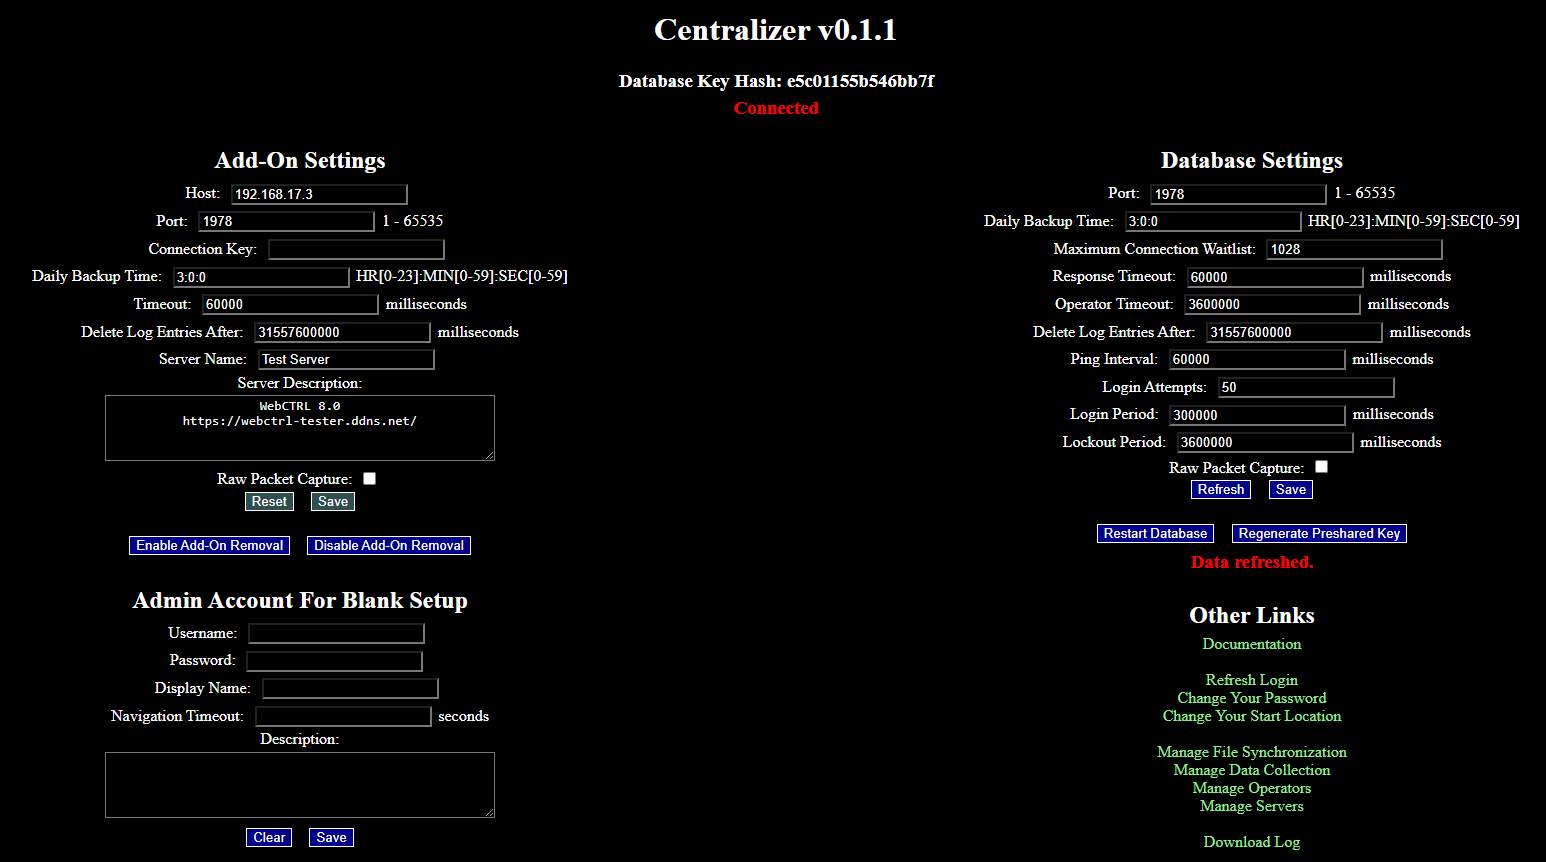 Centralizer v0.1.1
Database Key Hash: e5c01155b546bb7f
Connected
Add-On Settings
Host: 192.168.17.3
Port: 1978 1 - 65535
Connection Key:
Daily Backup Time: 3:0:0 HR[0-23]:MIN[0-59]:SEC[0-59]
Timeout: 60000 milliseconds
Delete Log Entries After: 31557600000 milliseconds
Server Name: Test Server
Server Description:
WebCTRL 8.0
https://webctrl-tester.ddns.net/
Raw Packet Capture:
Reset Save
Enable Add-On Removal Disable Add-On Removal
Admin Account For Blank Setup
Username:
Password:
Display Name:
Navigation Timeout: seconds
Description:
Clear Save
Database Settings
Port: 1978 1 - 65535
Daily Backup Time: 3:0:0 HR[0-23]:MIN[0-59]:SEC[0-59]
Maximum Connection Waitlist: 1028
Response Timeout: 60000 milliseconds
Operator Timeout: 3600000 milliseconds
Delete Log Entries After: 31557600000 milliseconds
Ping Interval: 60000 milliseconds
Login Attempts: 50
Login Period: 300000 milliseconds
Lockout Period: 3600000 milliseconds
Raw Packet Capture:
Refresh Save
Restart Database Regenerate Preshared Key
Data refreshed.
Other Links
Documentation
Refresh Login
Change Your Password
Change Your Start Location
Manage File Synchronization
Manage Data Collection
Manage Operators
Manage Servers
Download Log